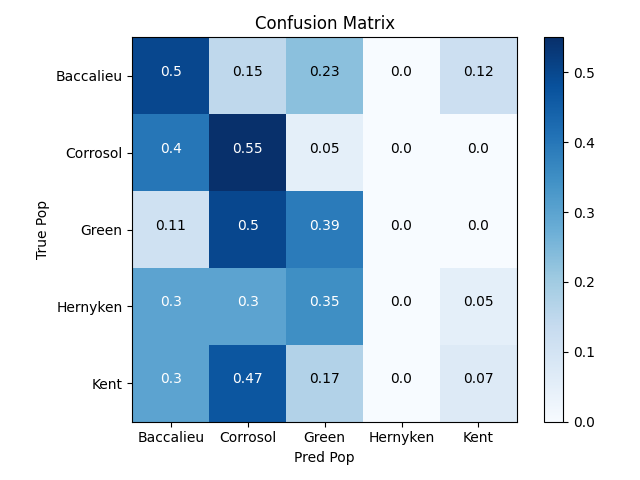 Confusion Matrix
Baccalieu 0.5 0.15 0.23 0.0 0.12 0.5
Corrosol 0.4 0.55 0.05 0.0 0.0 0.4
True Pop
Green 0.11 0.5 0.39 0.0 0.0 0.3
Hernyken 0.3 0.3 0.35 0.0 0.05 0.2
Kent 0.3 0.47 0.17 0.0 0.07 0.1
0.0
Baccalieu Corrosol Green Hernyken Kent
Pred Pop